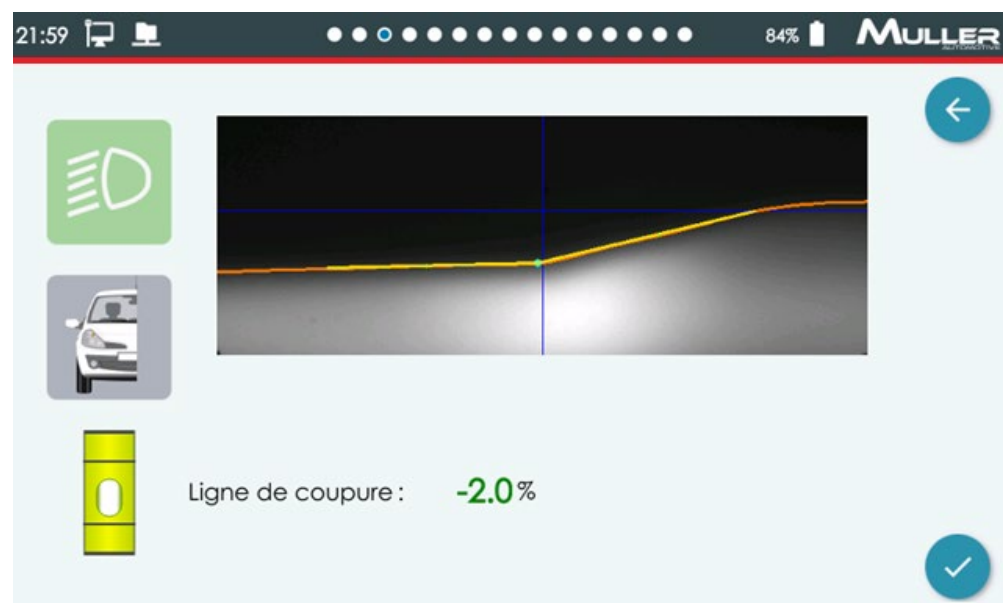 21:59
84%
MULLER
AUTOMOTIVE
Ligne de coupure : -2.0 %